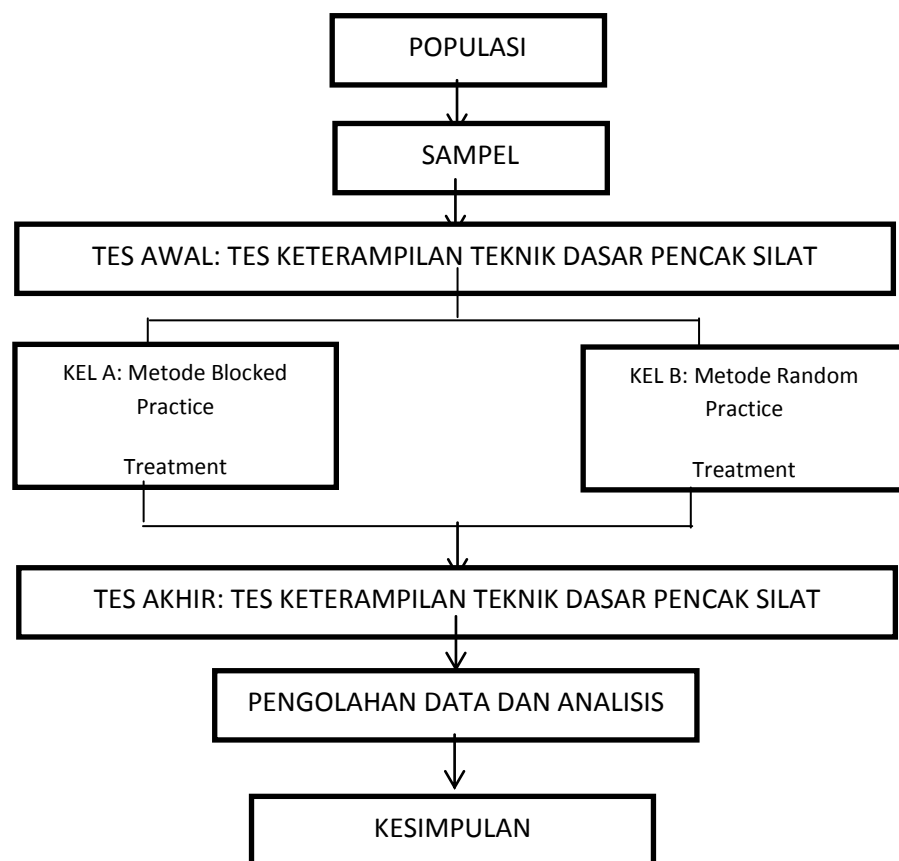 POPULASI
SAMPEL
TES AWAL: TES KETERAMPILAN TEKNIK DASAR PENCAK SILAT
KEL A: Metode Blocked
Practice
Treatment
KEL B: Metode Random
Practice
Treatment
TES AKHIR: TES KETERAMPILAN TEKNIK DASAR PENCAK SILAT
PENGOLAHAN DATA DAN ANALISIS
KESIMPULAN